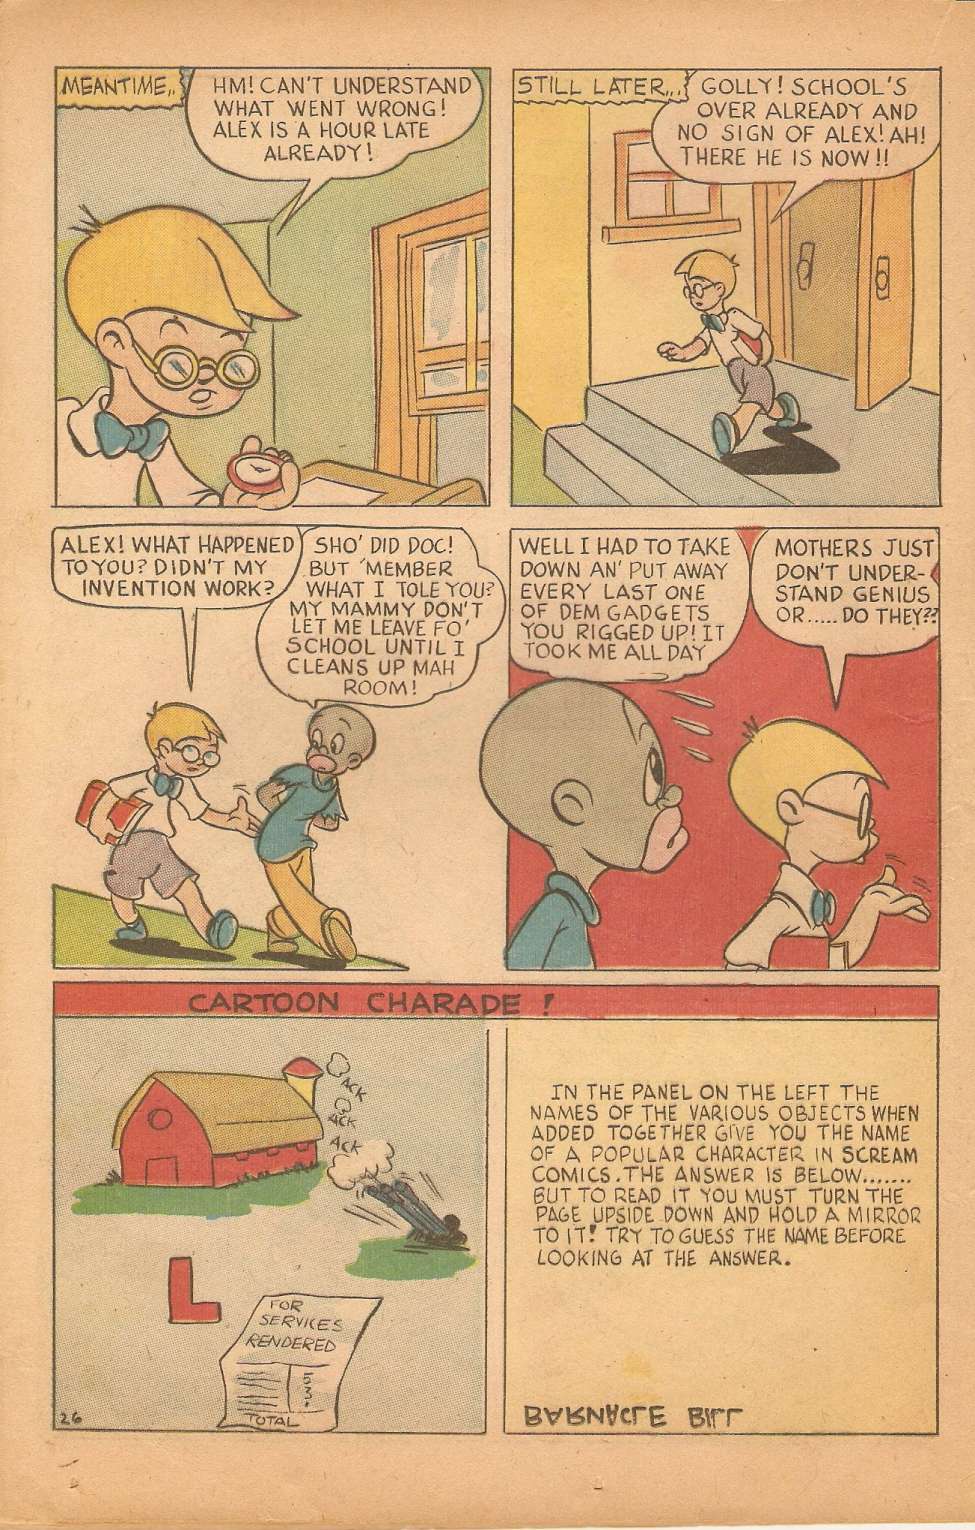 MEANTIME..
HM! CAN'T UNDERSTAND
WHAT WENT WRONG!
ALEX IS A HOUR LATE
ALREADY!
STILL LATER...
GOLLY! SCHOOL'S
OVER ALREADY AND
NO SIGN OF ALEX! AH!
THERE HE IS NOW!!
ALEX! WHAT HAPPENED
TO YOU? DIDN'T MY
INVENTION WORK?
SHO' DID DOC!
BUT 'MEMBER
WHAT I TOLE YOU?
MY MAMMY DON'T
LET ME LEAVE FO'
SCHOOL UNTIL I
CLEANS UP MAH
ROOM!
WELL I HAD TO TAKE
DOWN AN' PUT AWAY
EVERY LAST ONE
OF DEM GADGETS
YOU RIGGED UP! IT
TOOK ME ALL DAY
MOTHERS JUST
DON'T UNDER-
STAND GENIUS
OR..... DO THEY??
CARTOON CHARADE!
ACK
ACK
ACK
L
FOR
SERVICES
RENDERED
TOTAL
26
IN THE PANEL ON THE LEFT THE
NAMES OF THE VARIOUS OBJECTS WHEN
ADDED TOGETHER GIVE YOU THE NAME
OF A POPULAR CHARACTER IN SCREAM
COMICS. THE ANSWER IS BELOW.......
BUT TO READ IT YOU MUST TURN THE
PAGE UPSIDE DOWN AND HOLD A MIRROR
TO IT! TRY TO GUESS THE NAME BEFORE
LOOKING AT THE ANSWER.
BARNACLE BILL